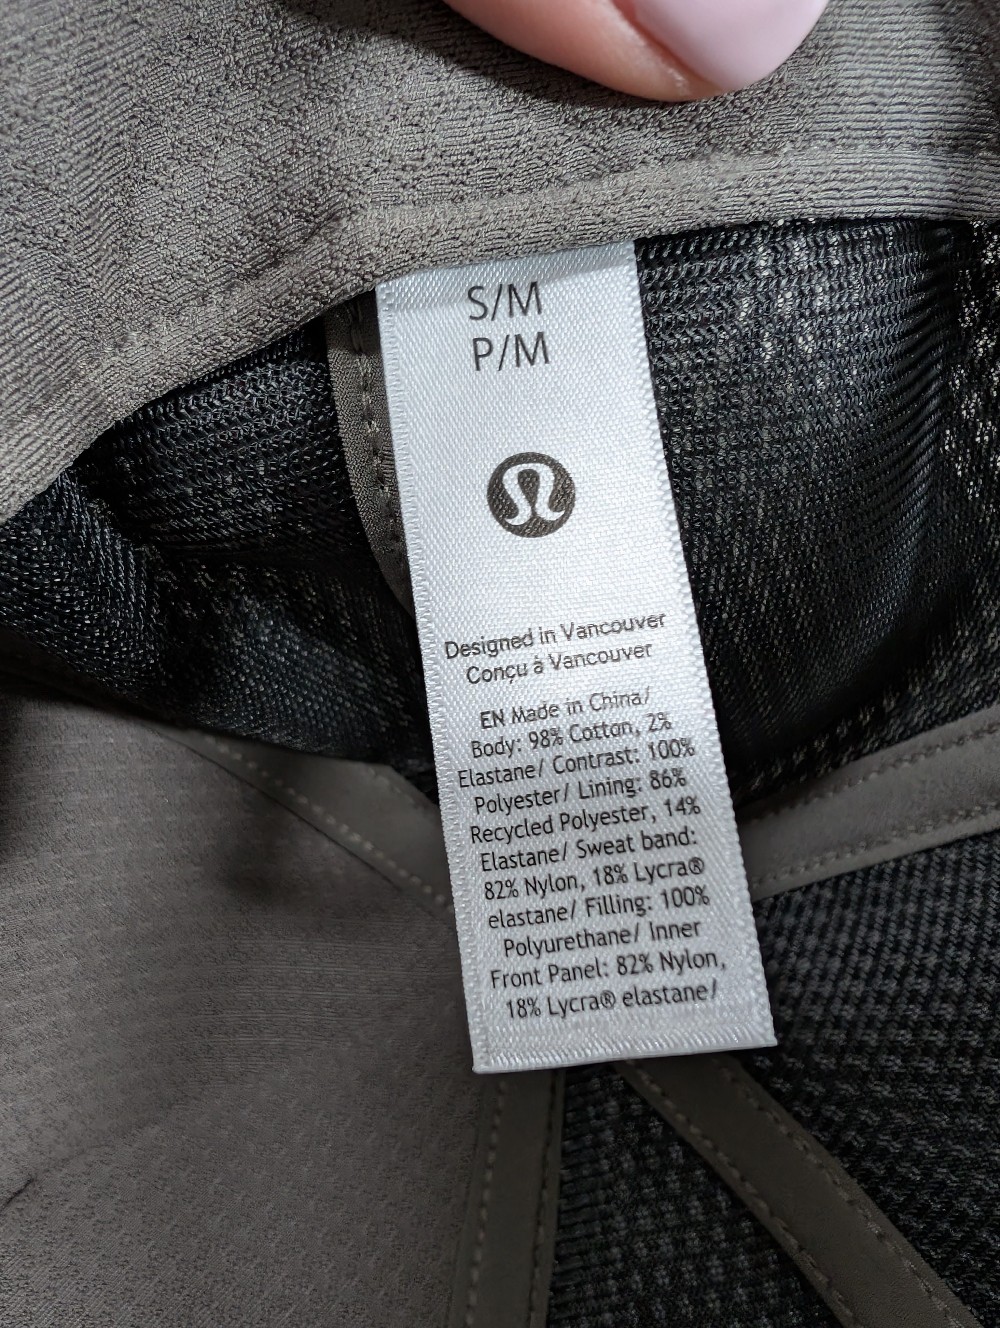 S/M
P/M
Designed in Vancouver
Conçu à Vancouver
EN Made in China/
Body: 98% Cotton, 2%
Elastane/ Contrast: 100%
Polyester/ Lining: 86%
Recycled Polyester, 14%
Elastane/ Sweat band:
82% Nylon, 18% Lycra®
elastane/ Filling: 100%
Polyurethane/ Inner
Front Panel: 82% Nylon,
18% Lycra® elastane/